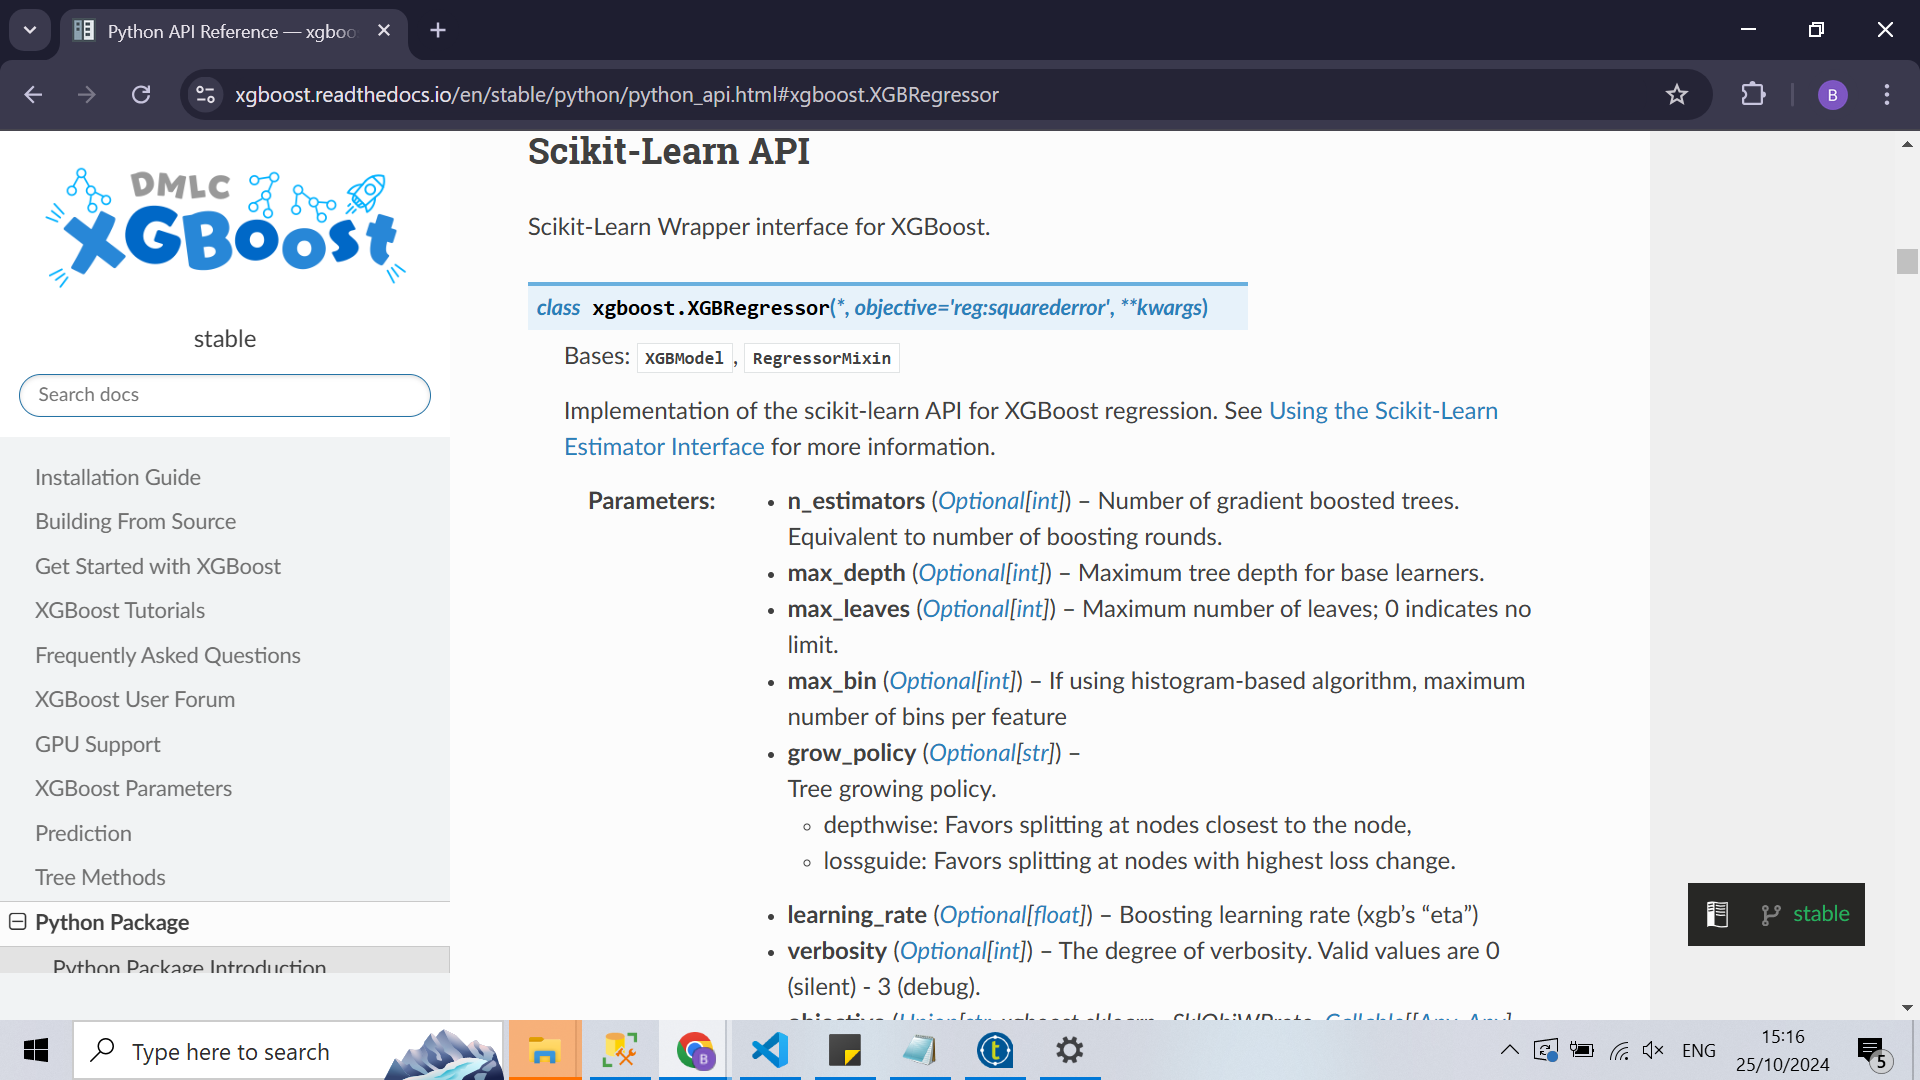 Python API Reference — xgboo
xgboost.readthedocs.io/en/stable/python/python_api.html#xgboost.XGBRegressor
B
DMLC
XGBoost
stable
Search docs
Installation Guide
Building From Source
Get Started with XGBoost
XGBoost Tutorials
Frequently Asked Questions
XGBoost User Forum
GPU Support
XGBoost Parameters
Prediction
Tree Methods
Python Package
Python Package Introduction
Scikit-Learn API
Scikit-Learn Wrapper interface for XGBoost.
class xgboost.XGBRegressor(*, objective='reg:squarederror', **kwargs)
Bases: XGBModel, RegressorMixin
Implementation of the scikit-learn API for XGBoost regression. See Using the Scikit-Learn
Estimator Interface for more information.
Parameters:
• n_estimators (Optional[int]) – Number of gradient boosted trees.
Equivalent to number of boosting rounds.
• max_depth (Optional[int]) – Maximum tree depth for base learners.
• max_leaves (Optional[int]) – Maximum number of leaves; 0 indicates no
limit.
• max_bin (Optional[int]) – If using histogram-based algorithm, maximum
number of bins per feature
• grow_policy (Optional[str]) –
Tree growing policy.
◦ depthwise: Favors splitting at nodes closest to the node,
◦ lossguide: Favors splitting at nodes with highest loss change.
• learning_rate (Optional[float]) – Boosting learning rate (xgb’s “eta”)
• verbosity (Optional[int]) – The degree of verbosity. Valid values are 0
(silent) - 3 (debug).
• objective (Union[str, xgboost.sklearn._SklObjWProto, Callable[[Any, Any],
stable
Type here to search
B
t
ENG
15:16
25/10/2024
5